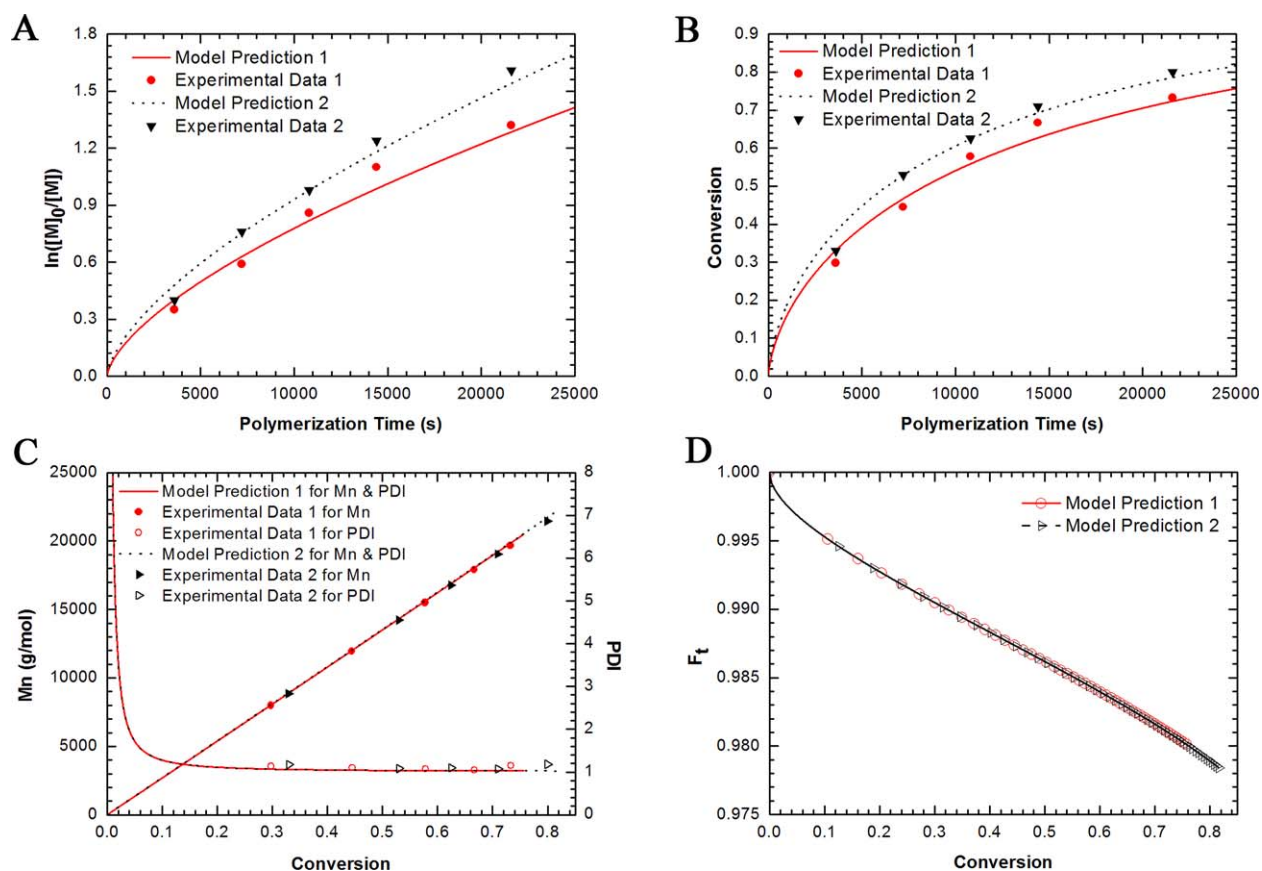 A
1.8
1.5
1.2
0.9
0.6
0.3
0.0
ln([M]₀/[M])
Model Prediction 1
Experimental Data 1
Model Prediction 2
Experimental Data 2
0 5000 10000 15000 20000 25000
Polymerization Time (s)
B
0.9
0.8
0.7
0.6
0.5
0.4
0.3
0.2
0.1
0.0
Conversion
Model Prediction 1
Experimental Data 1
Model Prediction 2
Experimental Data 2
0 5000 10000 15000 20000 25000
Polymerization Time (s)
C
25000
20000
15000
10000
5000
0
Mn (g/mol)
Model Prediction 1 for Mn & PDI
Experimental Data 1 for Mn
Experimental Data 1 for PDI
Model Prediction 2 for Mn & PDI
Experimental Data 2 for Mn
Experimental Data 2 for PDI
8
7
6
5
4
3
2
1
0
PDI
0.0 0.1 0.2 0.3 0.4 0.5 0.6 0.7 0.8
Conversion
D
1.000
0.995
0.990
0.985
0.980
0.975
Fₜ
Model Prediction 1
Model Prediction 2
0.0 0.1 0.2 0.3 0.4 0.5 0.6 0.7 0.8
Conversion